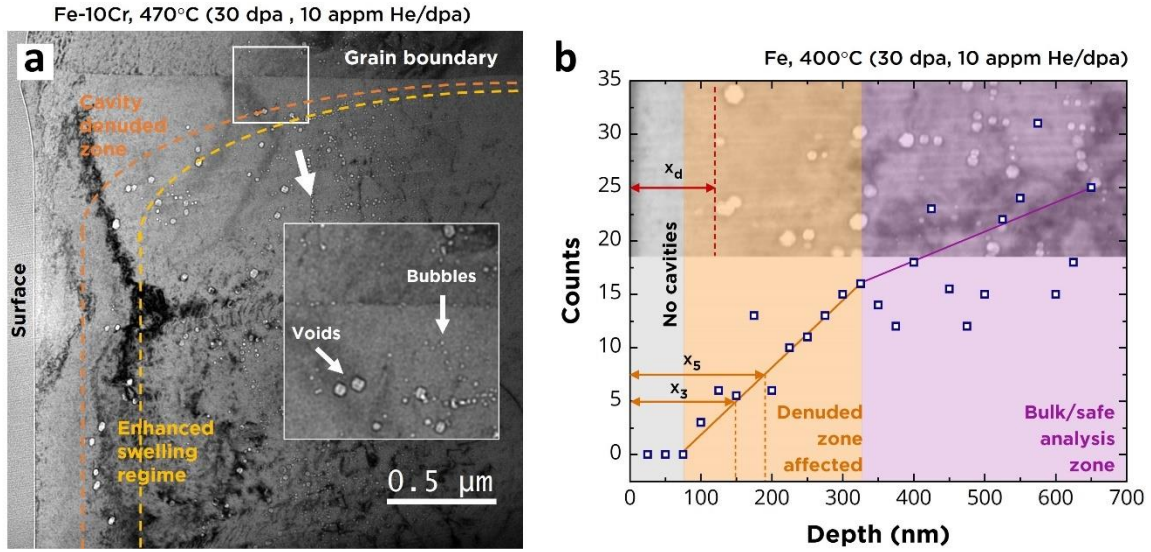 Fe-10Cr, 470°C (30 dpa , 10 appm He/dpa)
a
Grain boundary
Cavity
denuded
zone
Surface
Bubbles
Voids
Enhanced
swelling
regime
0.5 μm
b
Fe, 400°C (30 dpa, 10 appm He/dpa)
35
30
25
20
15
10
5
0
Counts
x_d
No cavities
x_5
x_3
Denuded
zone
affected
Bulk/safe
analysis
zone
0 100 200 300 400 500 600 700
Depth (nm)